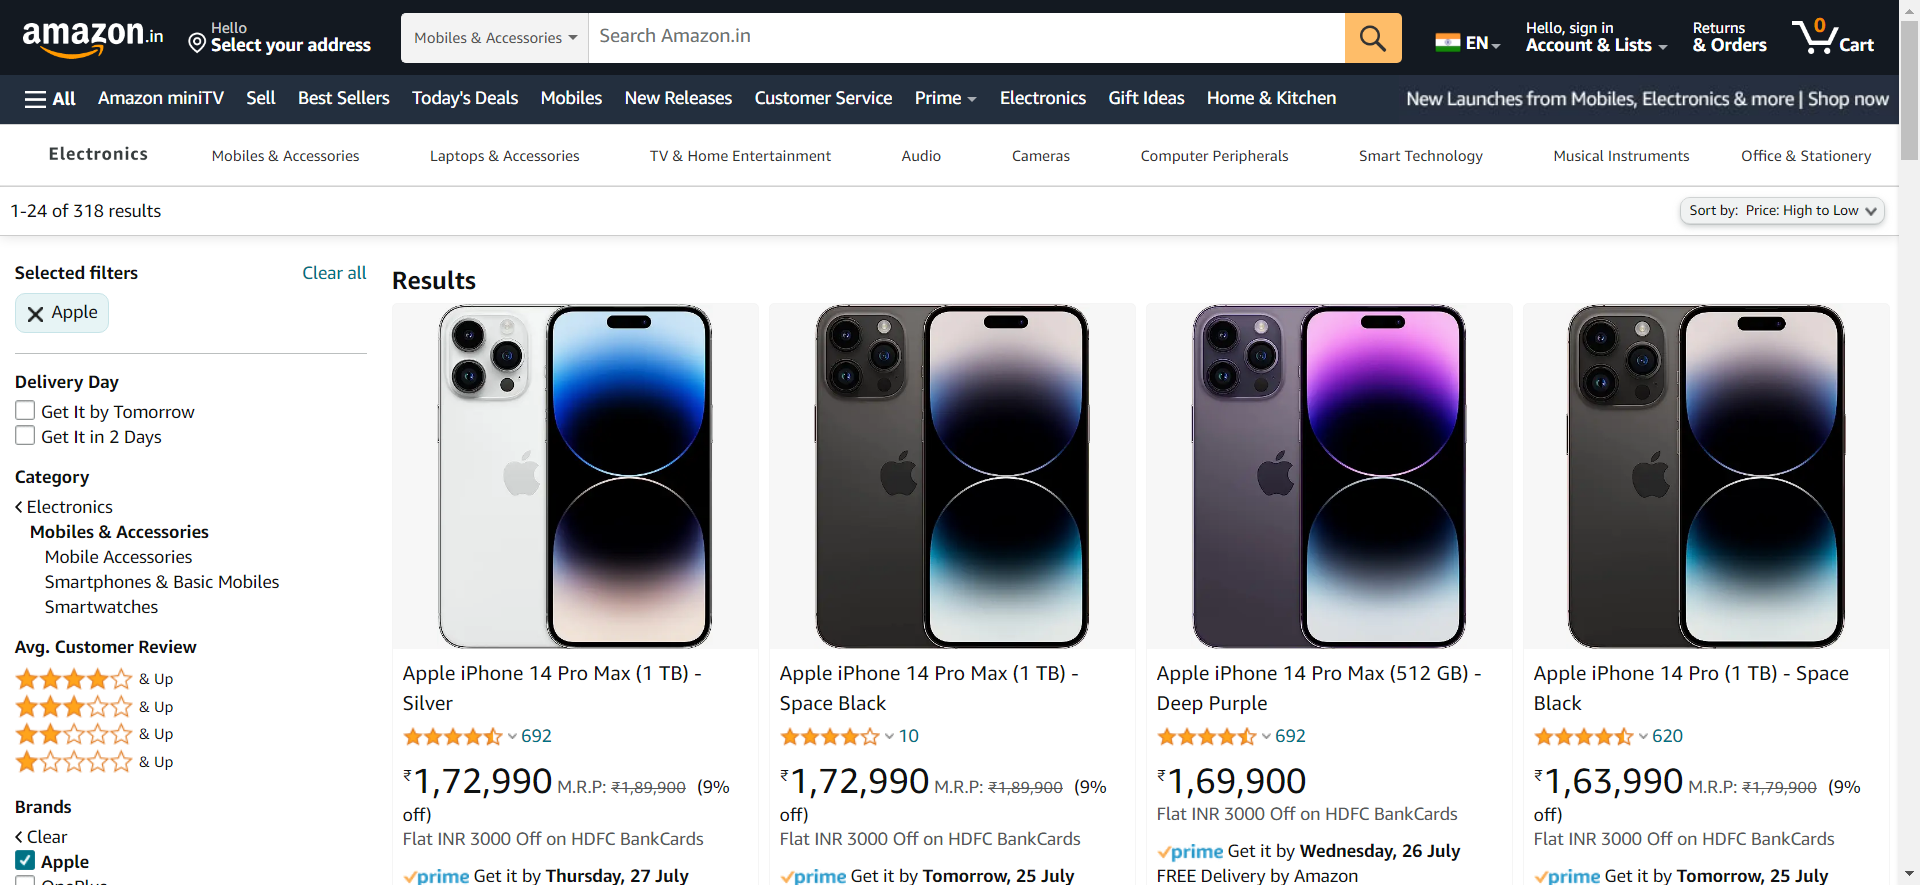 amazon.in
Hello
Select your address
Mobiles & Accessories
Search Amazon.in
EN
Hello, sign in
Account & Lists
Returns
& Orders
0
Cart
All
Amazon miniTV
Sell
Best Sellers
Today's Deals
Mobiles
New Releases
Customer Service
Prime
Electronics
Gift Ideas
Home & Kitchen
New Launches from Mobiles, Electronics & more | Shop now
Electronics
Mobiles & Accessories
Laptops & Accessories
TV & Home Entertainment
Audio
Cameras
Computer Peripherals
Smart Technology
Musical Instruments
Office & Stationery
1-24 of 318 results
Sort by: Price: High to Low
Selected filters
Clear all
Apple
Delivery Day
Get It by Tomorrow
Get It in 2 Days
Category
Electronics
Mobiles & Accessories
Mobile Accessories
Smartphones & Basic Mobiles
Smartwatches
Avg. Customer Review
& Up
& Up
& Up
& Up
Brands
Clear
Apple
OnePlus
Results
Apple iPhone 14 Pro Max (1 TB) -
Silver
692
₹1,72,990 M.R.P: ₹1,89,900 (9%
off)
Flat INR 3000 Off on HDFC BankCards
prime Get it by Thursday, 27 July
Apple iPhone 14 Pro Max (1 TB) -
Space Black
10
₹1,72,990 M.R.P: ₹1,89,900 (9%
off)
Flat INR 3000 Off on HDFC BankCards
prime Get it by Tomorrow, 25 July
Apple iPhone 14 Pro Max (512 GB) -
Deep Purple
692
₹1,69,900
Flat INR 3000 Off on HDFC BankCards
prime Get it by Wednesday, 26 July
FREE Delivery by Amazon
Apple iPhone 14 Pro (1 TB) - Space
Black
620
₹1,63,990 M.R.P: ₹1,79,900 (9%
off)
Flat INR 3000 Off on HDFC BankCards
prime Get it by Tomorrow, 25 July